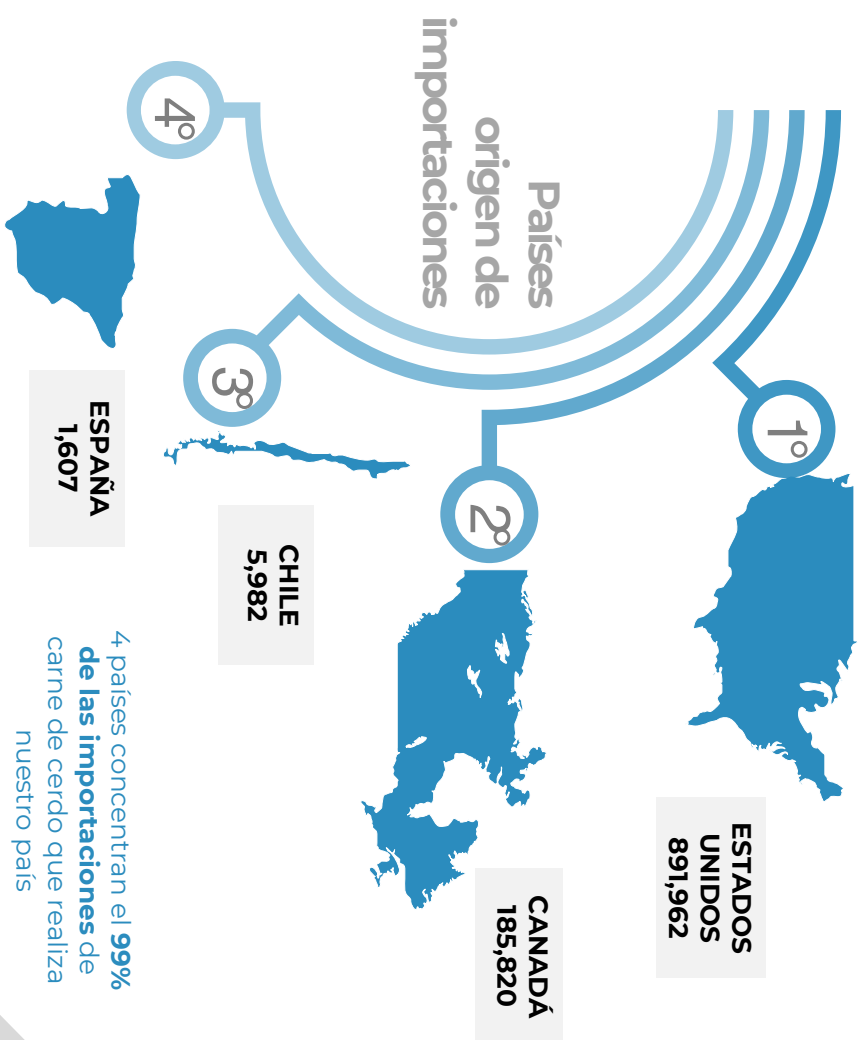 Países
origen de
importaciones
1º
ESTADOS
UNIDOS
891,962
2º
CANADÁ
185,820
3º
CHILE
5,982
4º
ESPAÑA
1,607
4 países concentran el 99%
de las importaciones de
carne de cerdo que realiza
nuestro país